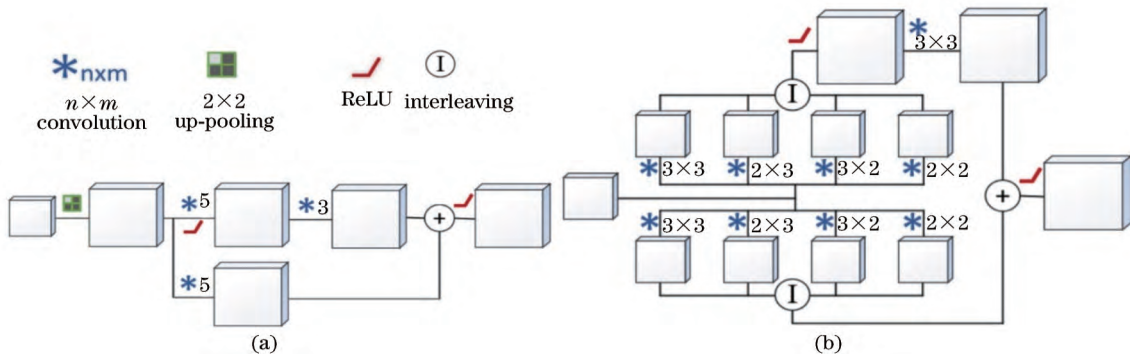 *nxm
n×m
convolution
2×2
up-pooling
ReLU
I
interleaving
*5
*3
+
*5
(a)
*
3×3
I
*3×3
*2×3
*3×2
*2×2
+
*3×3
*2×3
*3×2
*2×2
I
(b)